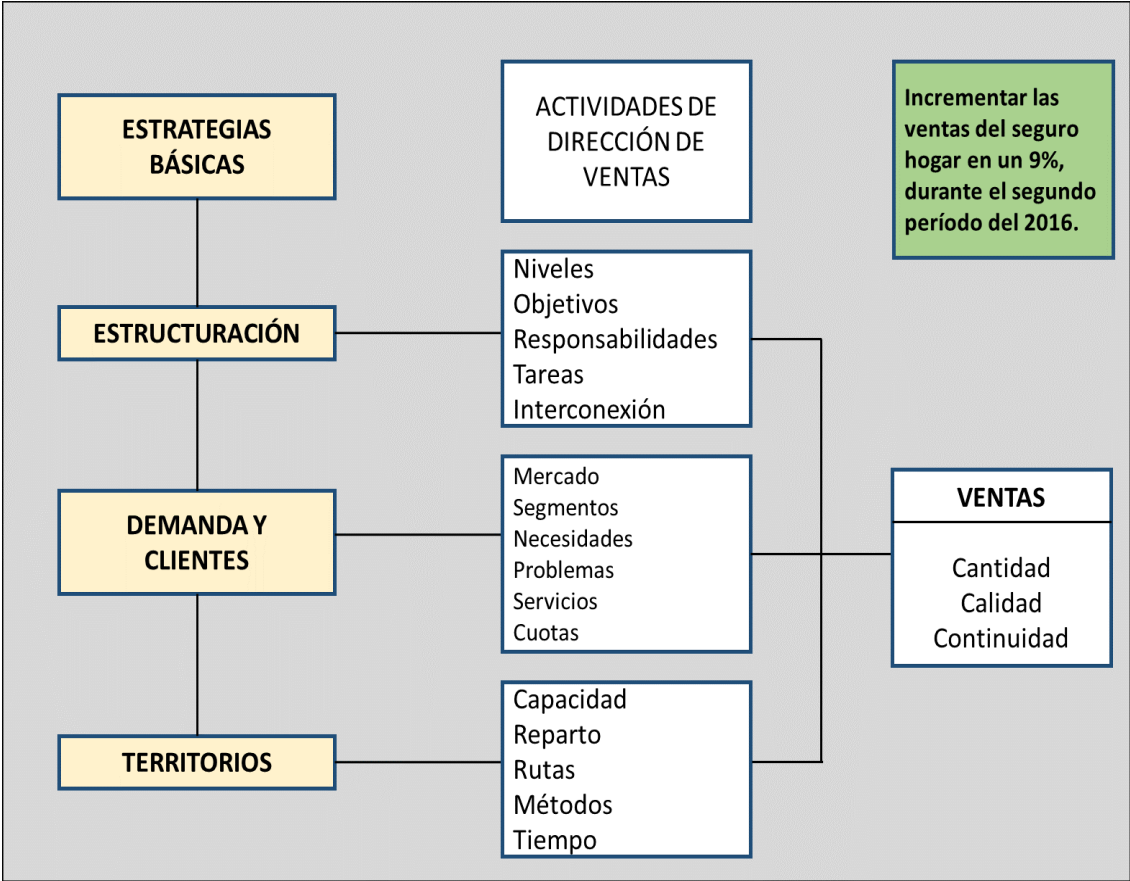 ESTRATEGIAS
BÁSICAS
ACTIVIDADES DE
DIRECCIÓN DE
VENTAS
Incrementar las
ventas del seguro
hogar en un 9%,
durante el segundo
período del 2016.
ESTRUCTURACIÓN
Niveles
Objetivos
Responsabilidades
Tareas
Interconexión
DEMANDA Y
CLIENTES
Mercado
Segmentos
Necesidades
Problemas
Servicios
Cuotas
VENTAS
Cantidad
Calidad
Continuidad
TERRITORIOS
Capacidad
Reparto
Rutas
Métodos
Tiempo